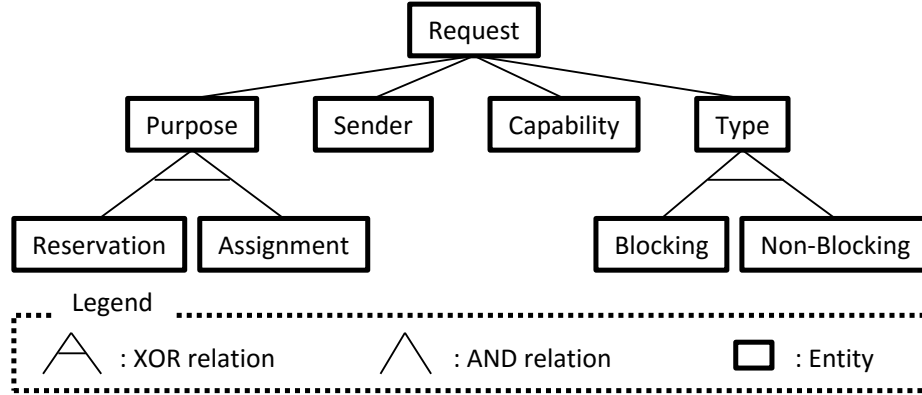 Request
Purpose
Sender
Capability
Type
Reservation
Assignment
Blocking
Non-Blocking
Legend
: XOR relation
: AND relation
: Entity